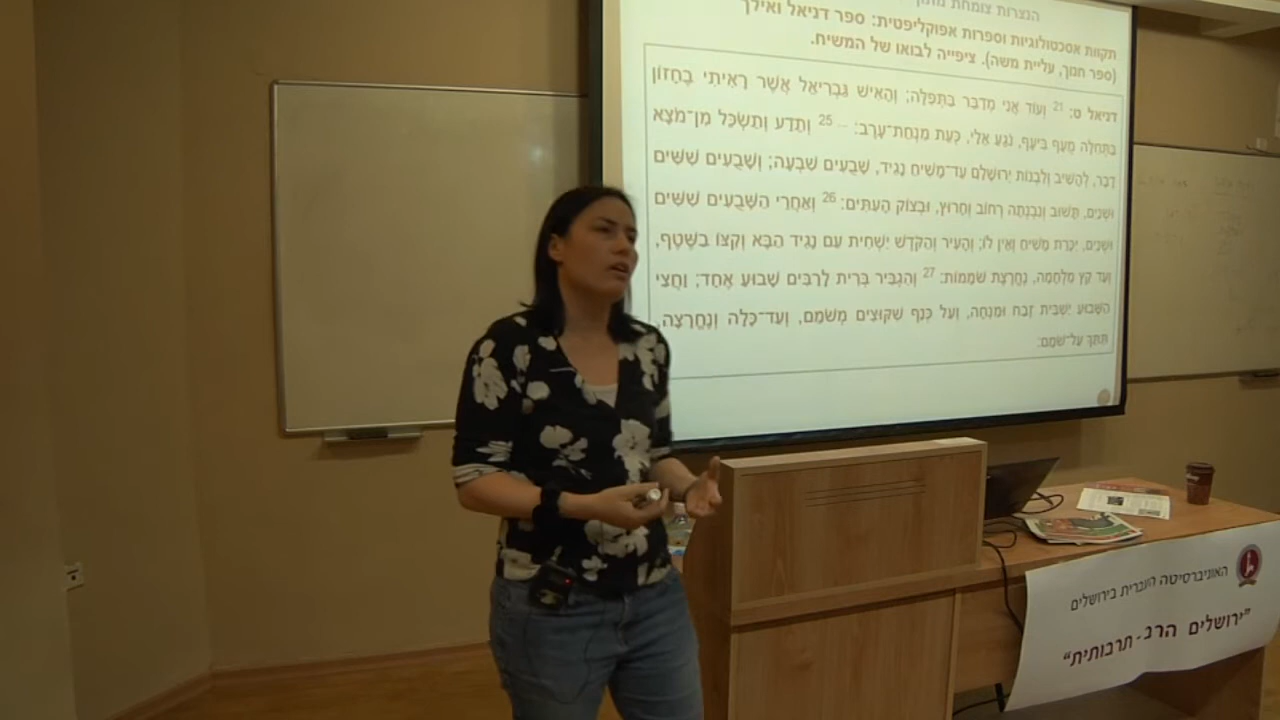 הנצרות צומחת מתוך
תקוות אסכטולוגיות וספרות אפוקליפטית: ספר דניאל ואילך
(ספר חנוך, עליית משה). ציפייה לבואו של המשיח.
דניאל ט: 21 וְעוֹד אֲנִי מְדַבֵּר בַּתְּפִלָּה; וְהָאִישׁ גַּבְרִיאֵל אֲשֶׁר רָאִיתִי בֶחָזוֹן
בַּתְּחִלָּה מֻעָף בִּיעָף, נֹגֵעַ אֵלַי, כְּעֵת מִנְחַת־עָרֶב: ... 25 וְתֵדַע וְתַשְׂכֵּל מִן־מֹצָא
דָבָר, לְהָשִׁיב וְלִבְנוֹת יְרוּשָׁלִַם עַד־מָשִׁיחַ נָגִיד, שָׁבֻעִים שִׁבְעָה; וְשָׁבֻעִים שִׁשִּׁים
וּשְׁנַיִם, תָּשׁוּב וְנִבְנְתָה רְחוֹב וְחָרוּץ, וּבְצוֹק הָעִתִּים: 26 וְאַחֲרֵי הַשָּׁבֻעִים שִׁשִּׁים
וּשְׁנַיִם, יִכָּרֵת מָשִׁיחַ וְאֵין לוֹ; וְהָעִיר וְהַקֹּדֶשׁ יַשְׁחִית עַם נָגִיד הַבָּא וְקִצּוֹ בַשֶּׁטֶף,
וְעַד קֵץ מִלְחָמָה, נֶחֱרֶצֶת שֹׁמֵמוֹת: 27 וְהִגְבִּיר בְּרִית לָרַבִּים שָׁבוּעַ אֶחָד; וַחֲצִי
הַשָּׁבוּעַ יַשְׁבִּית זֶבַח וּמִנְחָה, וְעַל כְּנַף שִׁקּוּצִים מְשֹׁמֵם, וְעַד־כָּלָה וְנֶחֱרָצָה,
תִּתַּךְ עַל־שֹׁמֵם:
האוניברסיטה העברית בירושלים
"ירושלים הרב-תרבותית"